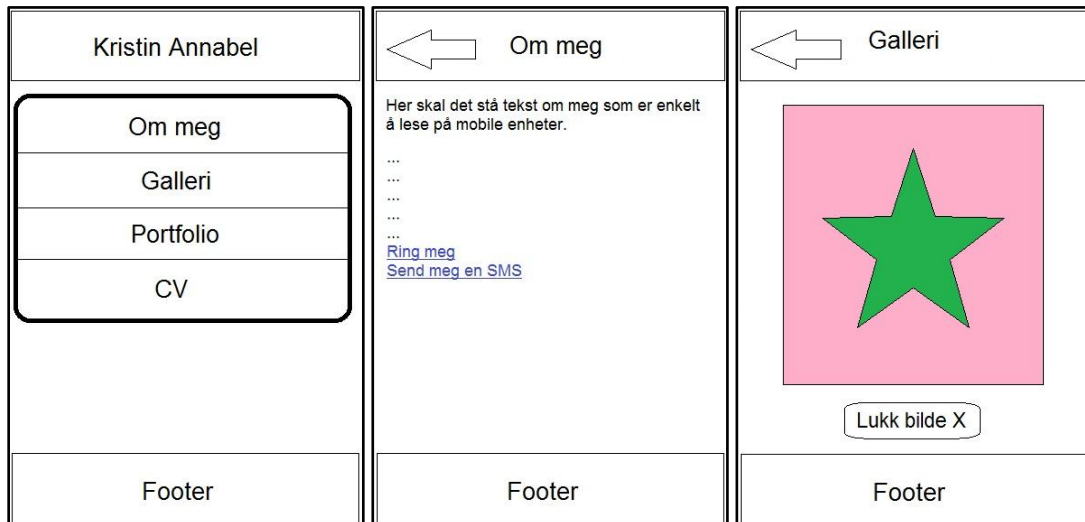 Kristin Annabel
Om meg
Galleri
Portfolio
CV
Footer
Om meg
Her skal det stå tekst om meg som er enkelt
å lese på mobile enheter.
...
...
...
...
...
Ring meg
Send meg en SMS
Footer
Galleri
Lukk bilde X
Footer